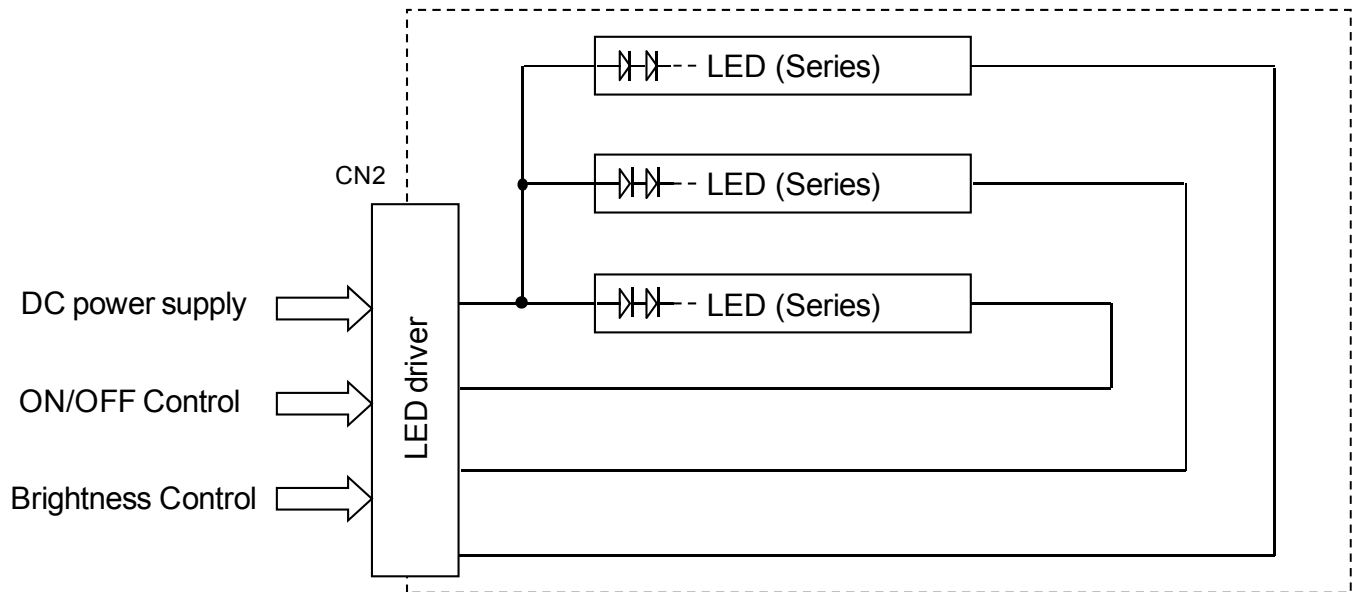 LED (Series)
CN2
LED (Series)
DC power supply
LED (Series)
LED driver
ON/OFF Control
Brightness Control